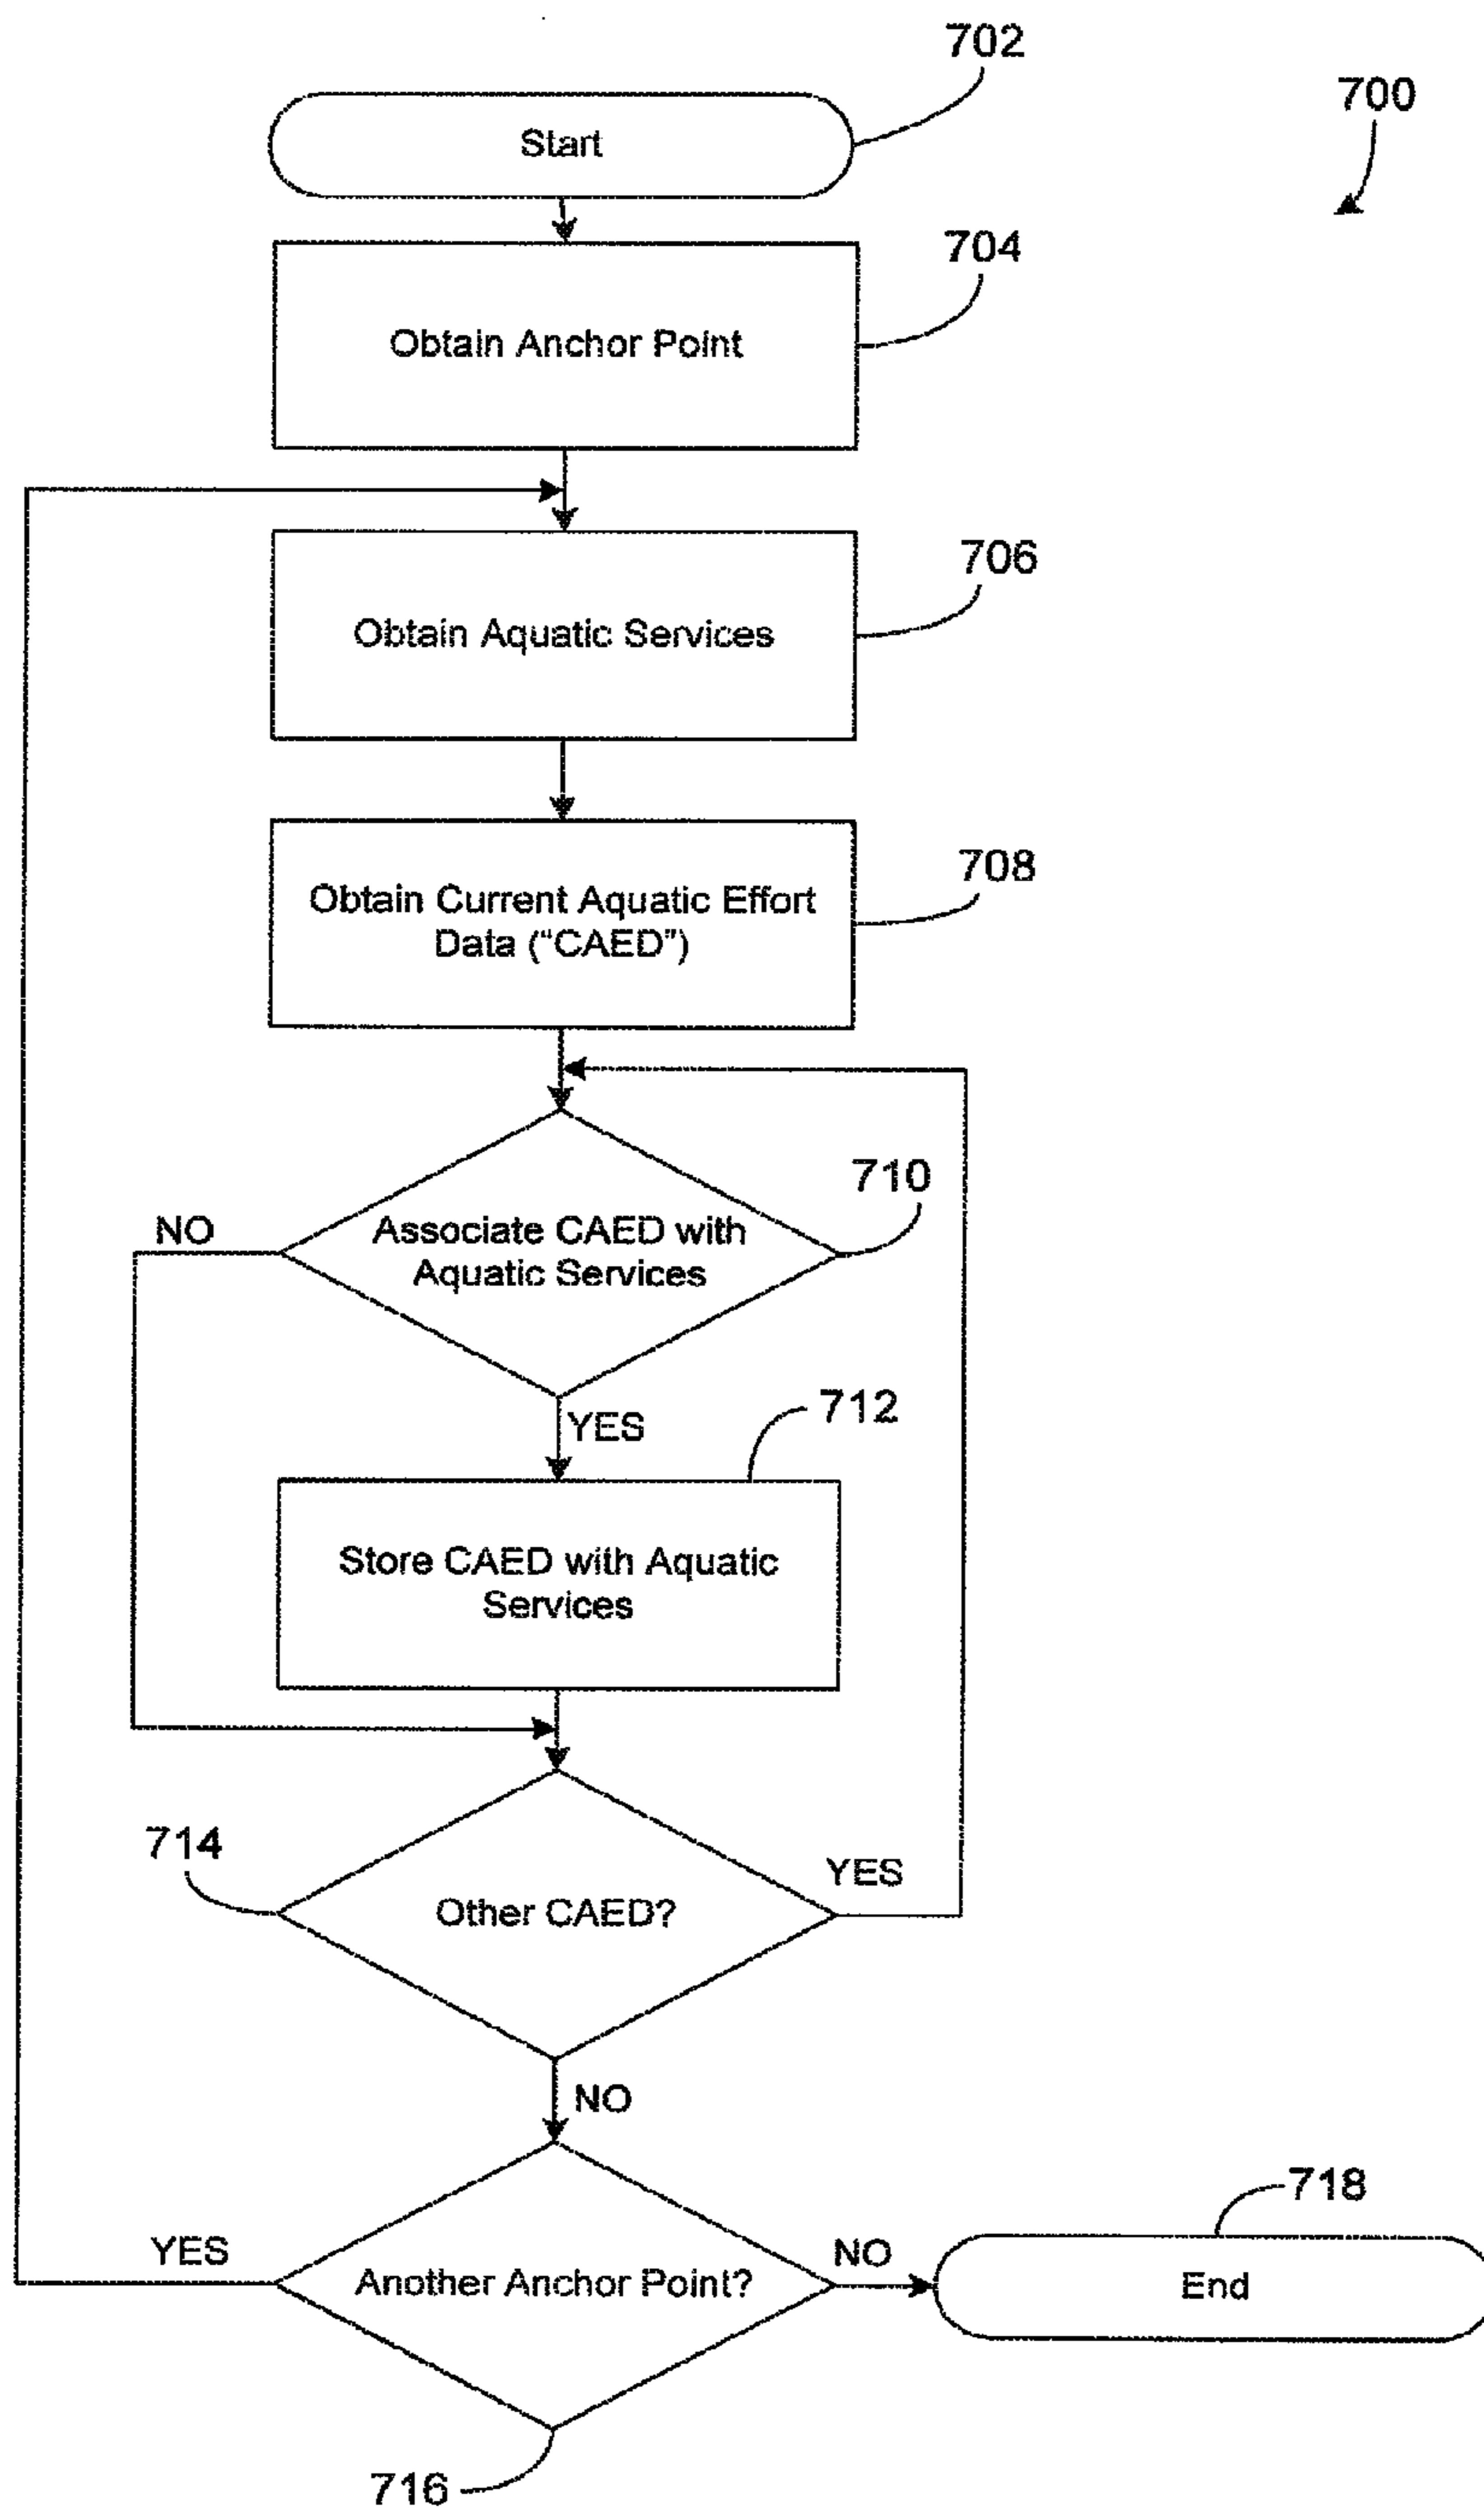 702
700
Start
704
Obtain Anchor Point
706
Obtain Aquatic Services
708
Obtain Current Aquatic Effort
Data (“CAED”)
710
NO
Associate CAED with
Aquatic Services
YES
712
Store CAED with Aquatic
Services
714
YES
Other CAED?
NO
718
YES
NO
Another Anchor Point?
End
716